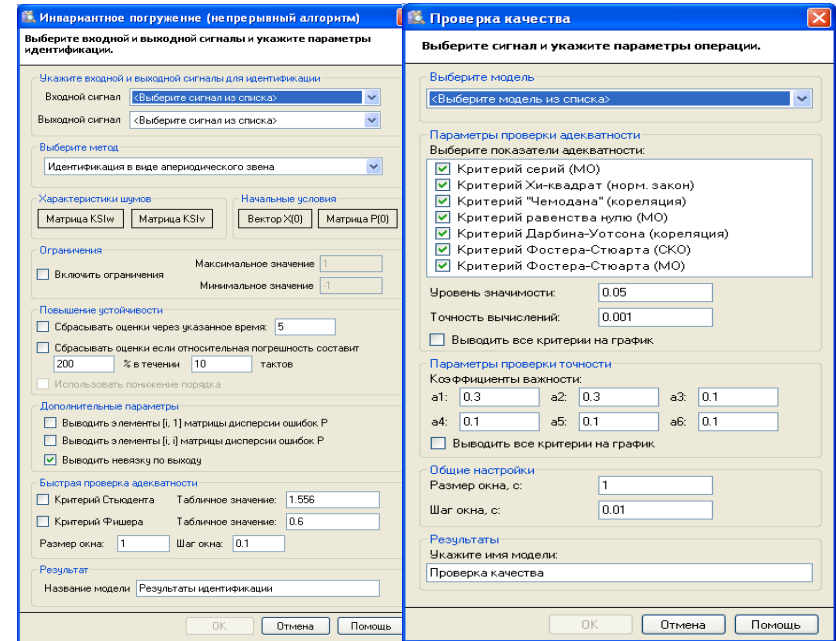 Инвариантное погружение (непрерывный алгоритм)
Выберите входной и выходной сигналы и укажите параметры
идентификации.
Укажите входной и выходной сигналы для идентификации
Входной сигнал <Выберите сигнал из списка>
Выходной сигнал <Выберите сигнал из списка>
Выберите метод
Идентификация в виде апериодического звена
Характеристики шумов
Матрица KSIw Матрица KSIv
Начальные условия
Вектор X(0) Матрица P(0)
Ограничения
Включить ограничения
Максимальное значение 1
Минимальное значение -1
Повышение устойчивости
Сбрасывать оценки через указанное время: 5
Сбрасывать оценки если относительная погрешность составит
200 % в течении 10 тактов
Использовать понижение порядка
Дополнительные параметры
Выводить элементы [i, 1] матрицы дисперсии ошибок P
Выводить элементы [i, i] матрицы дисперсии ошибок P
Выводить невязку по выходу
Быстрая проверка адекватности
Критерий Стьюдента Табличное значение: 1.556
Критерий Фишера Табличное значение: 0.6
Размер окна: 1 Шаг окна: 0.1
Результат
Название модели Результаты идентификации
OK Отмена Помощь
Проверка качества
Выберите сигнал и укажите параметры операции.
Выберите модель
<Выберите модель из списка>
Параметры проверки адекватности
Выберите показатели адекватности:
Критерий серий (МО)
Критерий Хи-квадрат (норм. закон)
Критерий "Чемодана" (кореляция)
Критерий равенства нулю (МО)
Критерий Дарбина-Уотсона (кореляция)
Критерий Фостера-Стюарта (СКО)
Критерий Фостера-Стюарта (МО)
Уровень значимости: 0.05
Точность вычислений: 0.001
Выводить все критерии на график
Параметры проверки точности
Коэффициенты важности:
a1: 0.3 a2: 0.3 a3: 0.1
a4: 0.1 a5: 0.1 a6: 0.1
Выводить все критерии на график
Общие настройки
Размер окна, с: 1
Шаг окна, с: 0.01
Результаты
Укажите имя модели:
Проверка качества
OK Отмена Помощь